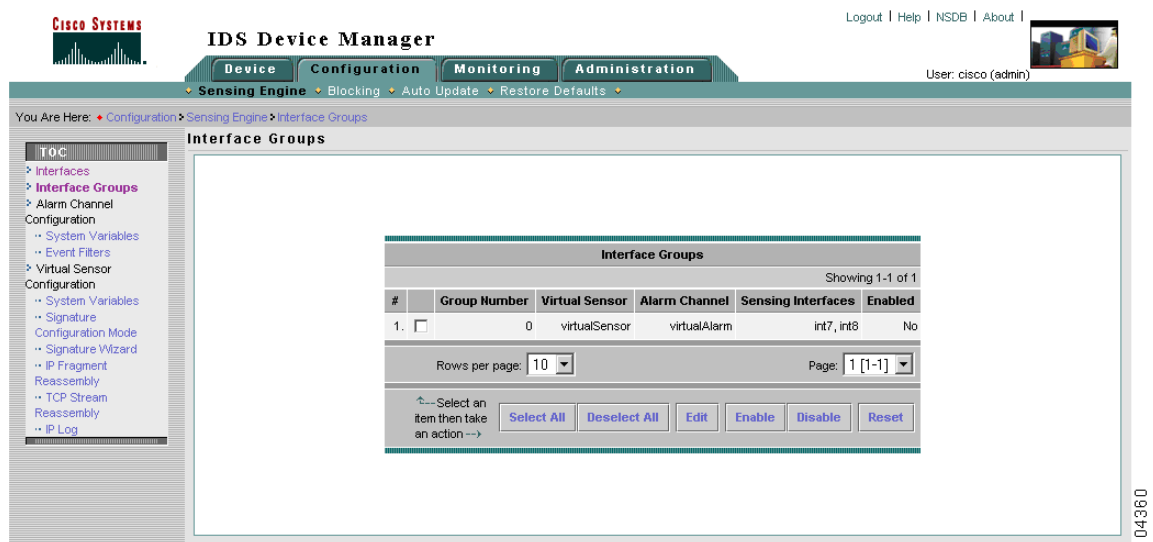 CISCO SYSTEMS
Logout | Help | NSDB | About |
IDS Device Manager
Device Configuration Monitoring Administration
User: cisco (admin)
Sensing Engine Blocking Auto Update Restore Defaults
You Are Here: Configuration Sensing Engine Interface Groups
Interface Groups
TOC
Interfaces
Interface Groups
Alarm Channel
Configuration
System Variables
Event Filters
Virtual Sensor
Configuration
System Variables
Signature
Configuration Mode
Signature Wizard
IP Fragment
Reassembly
TCP Stream
Reassembly
IP Log
Interface Groups
Showing 1-1 of 1
# Group Number Virtual Sensor Alarm Channel Sensing Interfaces Enabled
1. 0 virtualSensor virtualAlarm int7, int8 No
Rows per page: 10 Page: 1 [1-1]
Select an
item then take
an action -->
Select All Deselect All Edit Enable Disable Reset
04360